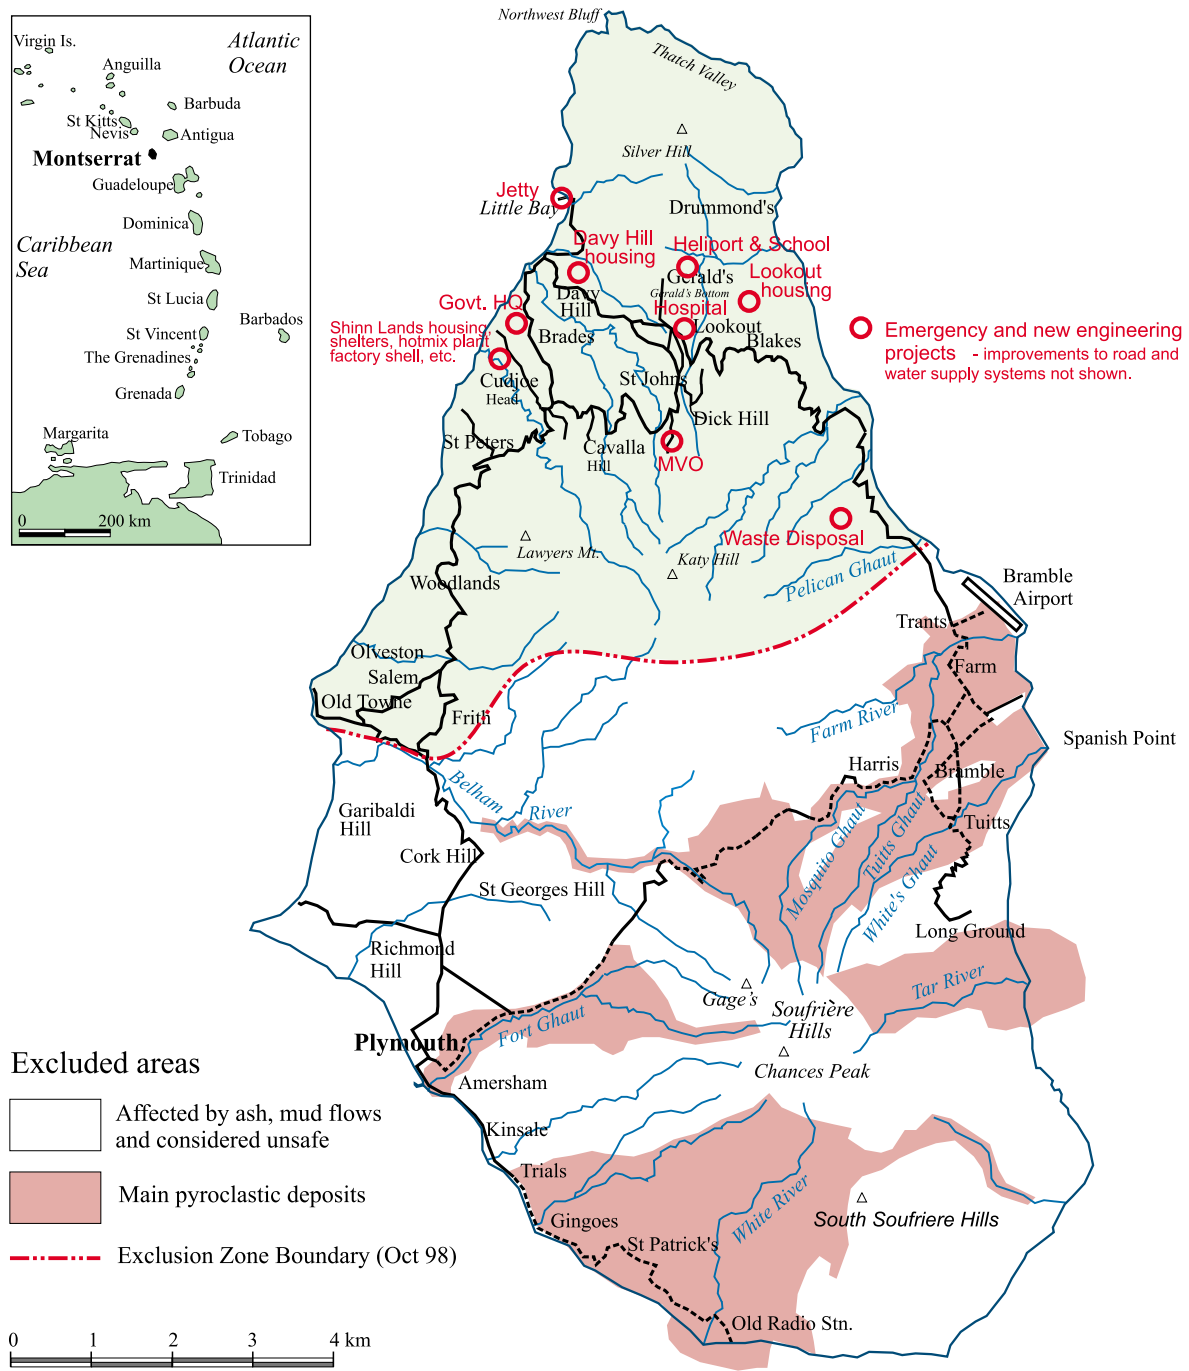 Virgin Is.
Atlantic
Ocean
Anguilla
Barbuda
St Kitts
Nevis
Antigua
Montserrat
Guadeloupe
Dominica
Caribbean
Sea
Martinique
St Lucia
St Vincent
Barbados
The Grenadines
Grenada
Margarita
Tobago
Trinidad
0 200 km
Northwest Bluff
Thatch Valley
Silver Hill
Jetty
Little Bay
Drummond's
Davy Hill
housing
Heliport & School
Gerald's
Gerald's Bottom
Lookout
housing
Davy
Hill
Govt. HQ
Hospital
Lookout
Blakes
Shinn Lands housing,
shelters, hotmix plant
factory shell, etc.
Brades
Emergency and new engineering
projects - improvements to road and
water supply systems not shown.
Cudjoe
Head
St Johns
Dick Hill
St Peters
Cavalla
Hill
MVO
Waste Disposal
Lawyers Mt.
Katy Hill
Pelican Ghaut
Woodlands
Bramble
Airport
Trants
Olveston
Salem
Farm
Old Towne
Frith
Farm River
Spanish Point
Harris
Bramble
Belham
River
Garibaldi
Hill
Tuitts
Cork Hill
Mosquito Ghaut
Tuitts Ghaut
White's Ghaut
St Georges Hill
Long Ground
Richmond
Hill
Gage's
Tar River
Soufrière
Hills
Fort Ghaut
Plymouth
Chances Peak
Amersham
Kinsale
Trials
Gingoes
White River
South Soufriere Hills
St Patrick's
Old Radio Stn.
Excluded areas
Affected by ash, mud flows
and considered unsafe
Main pyroclastic deposits
Exclusion Zone Boundary (Oct 98)
0 1 2 3 4 km